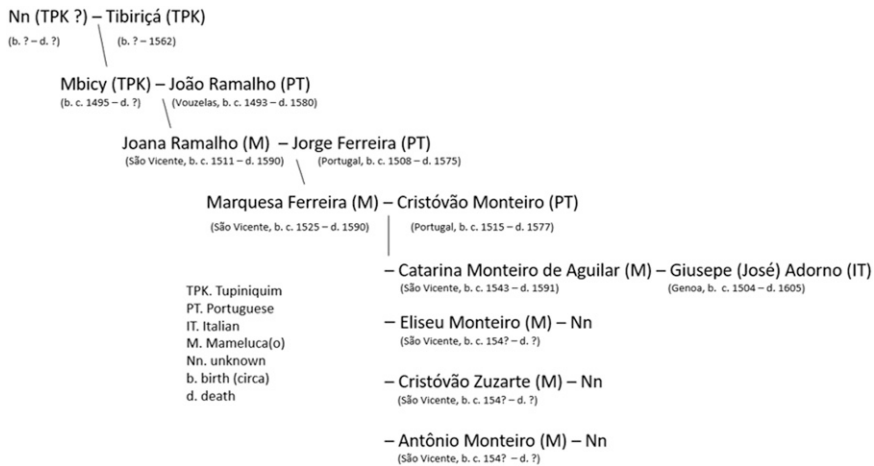 Nn (TPK ?) – Tibiriçá (TPK)
(b. ? – d. ?) (b. ? – 1562)
Mbicy (TPK) – João Ramalho (PT)
(b. c. 1495 – d. ?) (Vouzelas, b. c. 1493 – d. 1580)
Joana Ramalho (M) – Jorge Ferreira (PT)
(São Vicente, b. c. 1511 – d. 1590) (Portugal, b. c. 1508 – d. 1575)
Marquesa Ferreira (M) – Cristóvão Monteiro (PT)
(São Vicente, b. c. 1525 – d. 1590) (Portugal, b. c. 1515 – d. 1577)
– Catarina Monteiro de Aguilar (M) – Giusepe (José) Adorno (IT)
(São Vicente, b. c. 1543 – d. 1591) (Genoa, b. c. 1504 – d. 1605)
– Eliseu Monteiro (M) – Nn
(São Vicente, b. c. 154? – d. ?)
– Cristóvão Zuzarte (M) – Nn
(São Vicente, b. c. 154? – d. ?)
– Antônio Monteiro (M) – Nn
(São Vicente, b. c. 154? – d. ?)
TPK. Tupiniquim
PT. Portuguese
IT. Italian
M. Mameluca(o)
Nn. unknown
b. birth (circa)
d. death